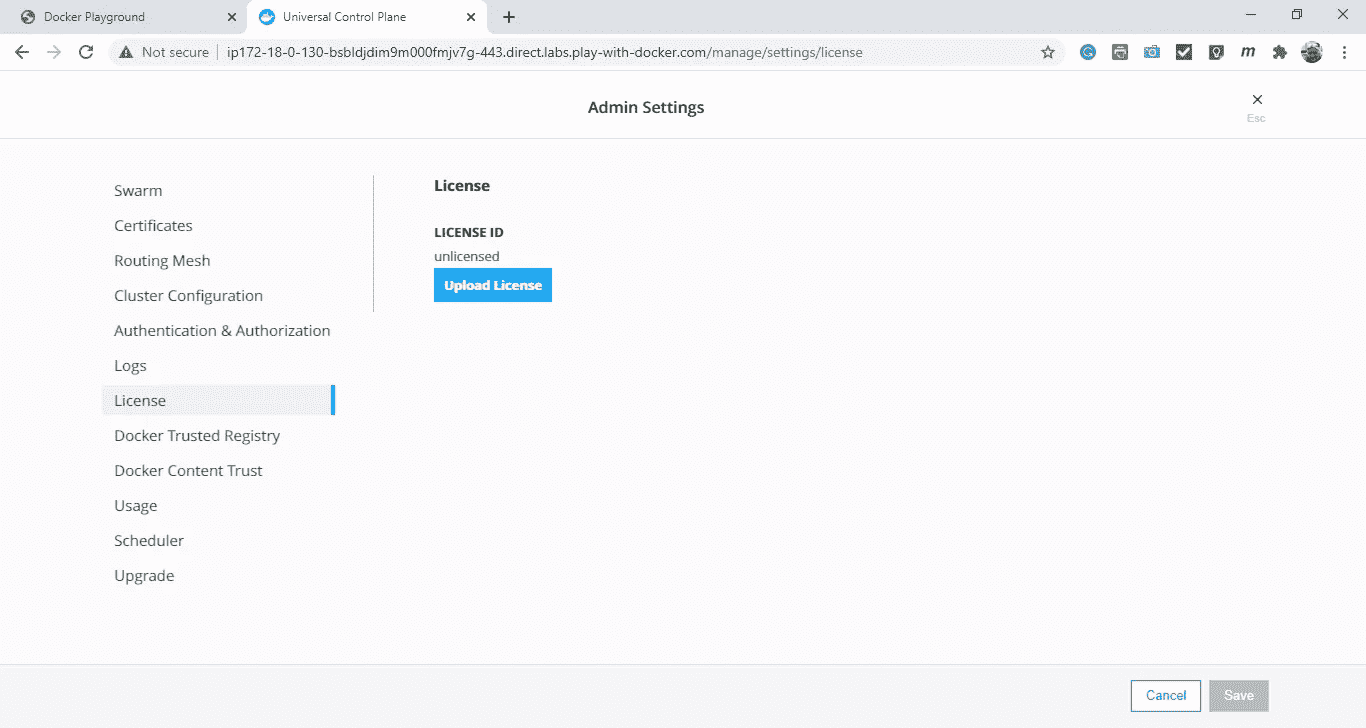 Docker Playground
Universal Control Plane
Not secure
ip172-18-0-130-bsbldjdim9m000fmjv7g-443.direct.labs.play-with-docker.com/manage/settings/license
m
Admin Settings
Esc
Swarm
Certificates
Routing Mesh
Cluster Configuration
Authentication & Authorization
Logs
License
Docker Trusted Registry
Docker Content Trust
Usage
Scheduler
Upgrade
License
LICENSE ID
unlicensed
Upload License
Cancel
Save